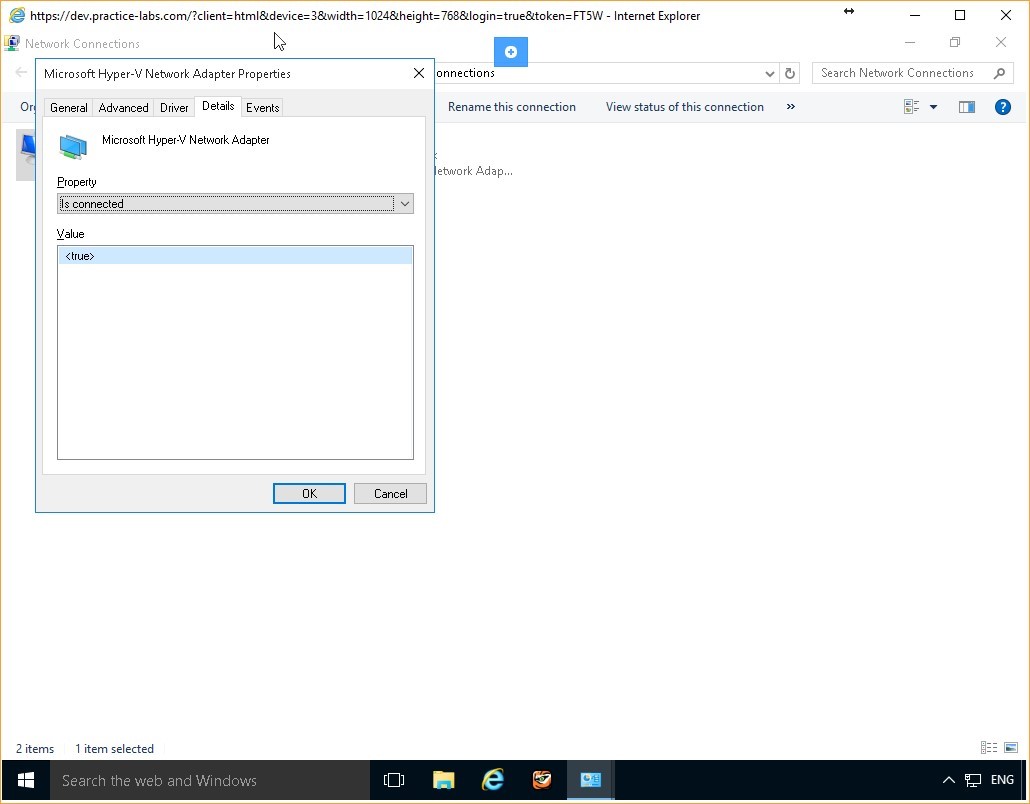 https://dev.practice-labs.com/?client=html&device=3&width=1024&height=768&login=true&token=FT5W - Internet Explorer
Network Connections
Microsoft Hyper-V Network Adapter Properties
onnections
Search Network Connections
General Advanced Driver Details Events
Org
Rename this connection View status of this connection »
Microsoft Hyper-V Network Adapter
etwork Adap...
Property
Is connected
Value
<true>
OK Cancel
2 items 1 item selected
Search the web and Windows
ENG